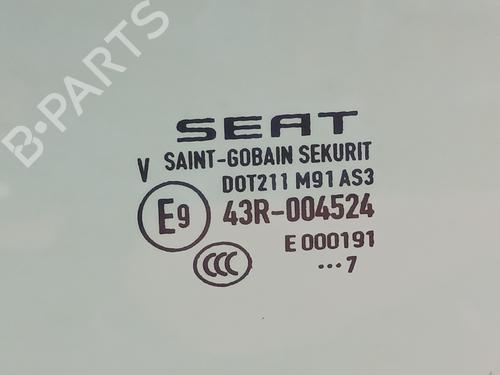 B-PARTS
SEAT
V SAINT-GOBAIN SEKURIT
DOT211 M91 AS3
E9 43R-004524
E 000191
CCC
•••7